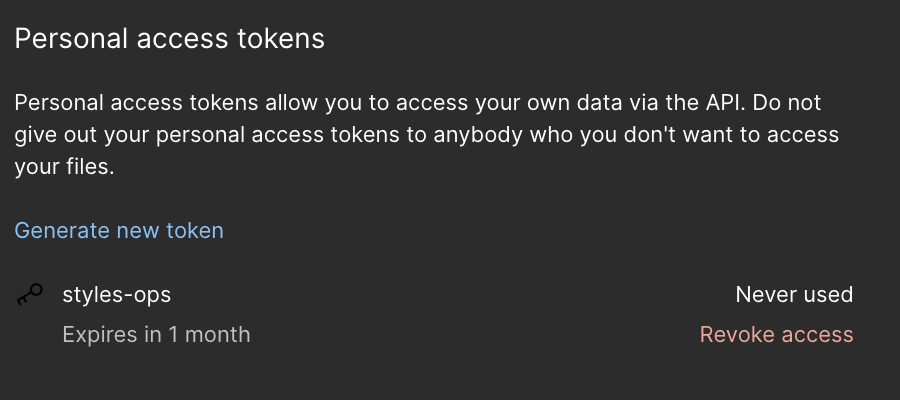 Personal access tokens
Personal access tokens allow you to access your own data via the API. Do not
give out your personal access tokens to anybody who you don't want to access
your files.
Generate new token
styles-ops Never used
Expires in 1 month Revoke access